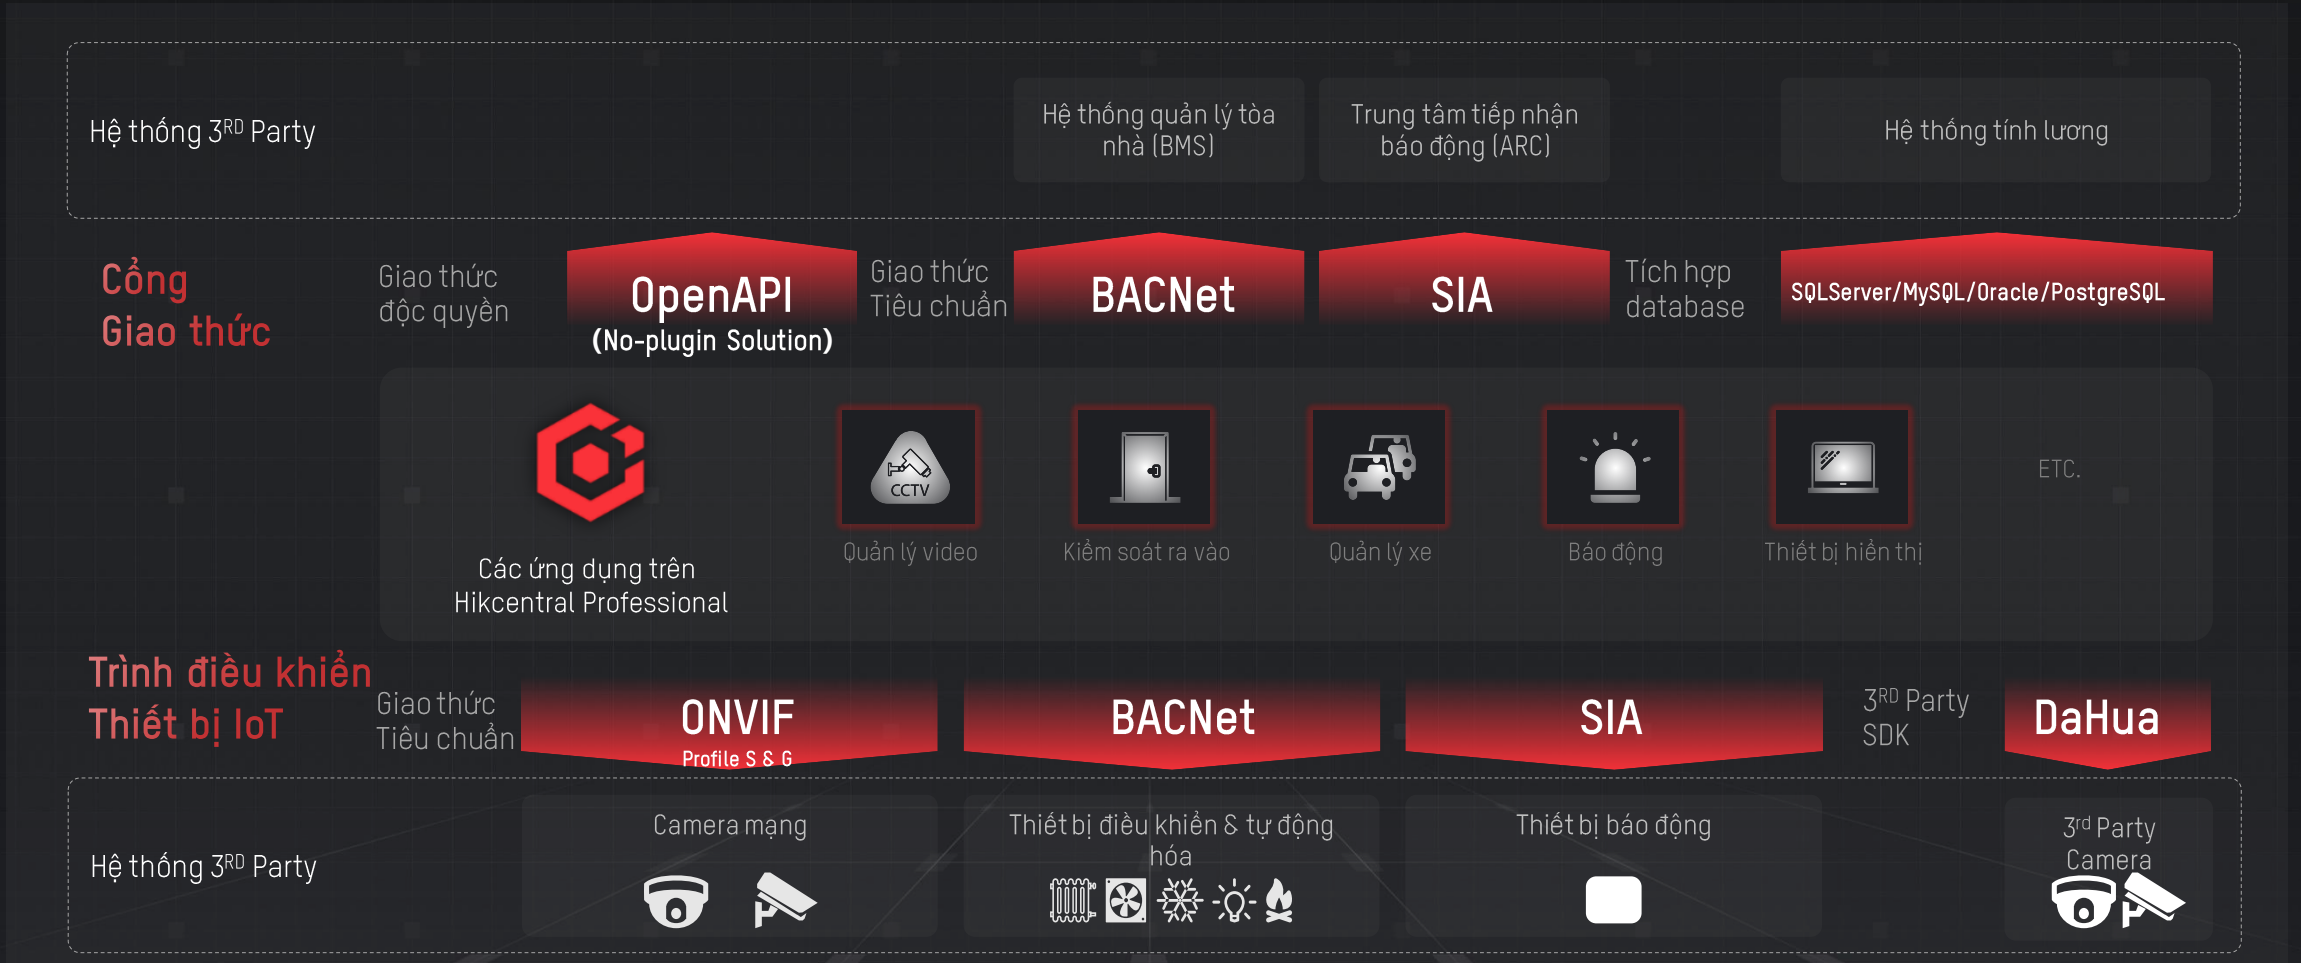 Hệ thống 3RD Party
Hệ thống quản lý tòa
nhà (BMS)
Trung tâm tiếp nhận
báo động (ARC)
Hệ thống tính lương
Cổng
Giao thức
Giao thức
độc quyền
OpenAPI
(No-plugin Solution)
Giao thức
Tiêu chuẩn
BACNet
SIA
Tích hợp
database
SQLServer/MySQL/Oracle/PostgreSQL
Các ứng dụng trên
Hikcentral Professional
CCTV
Quản lý video
Kiểm soát ra vào
Quản lý xe
Báo động
Thiết bị hiển thị
ETC.
Trình điều khiển
Thiết bị IoT
Giao thức
Tiêu chuẩn
ONVIF
Profile S & G
BACNet
SIA
3RD Party
SDK
DaHua
Hệ thống 3RD Party
Camera mạng
Thiết bị điều khiển & tự động
hóa
Thiết bị báo động
3rd Party
Camera